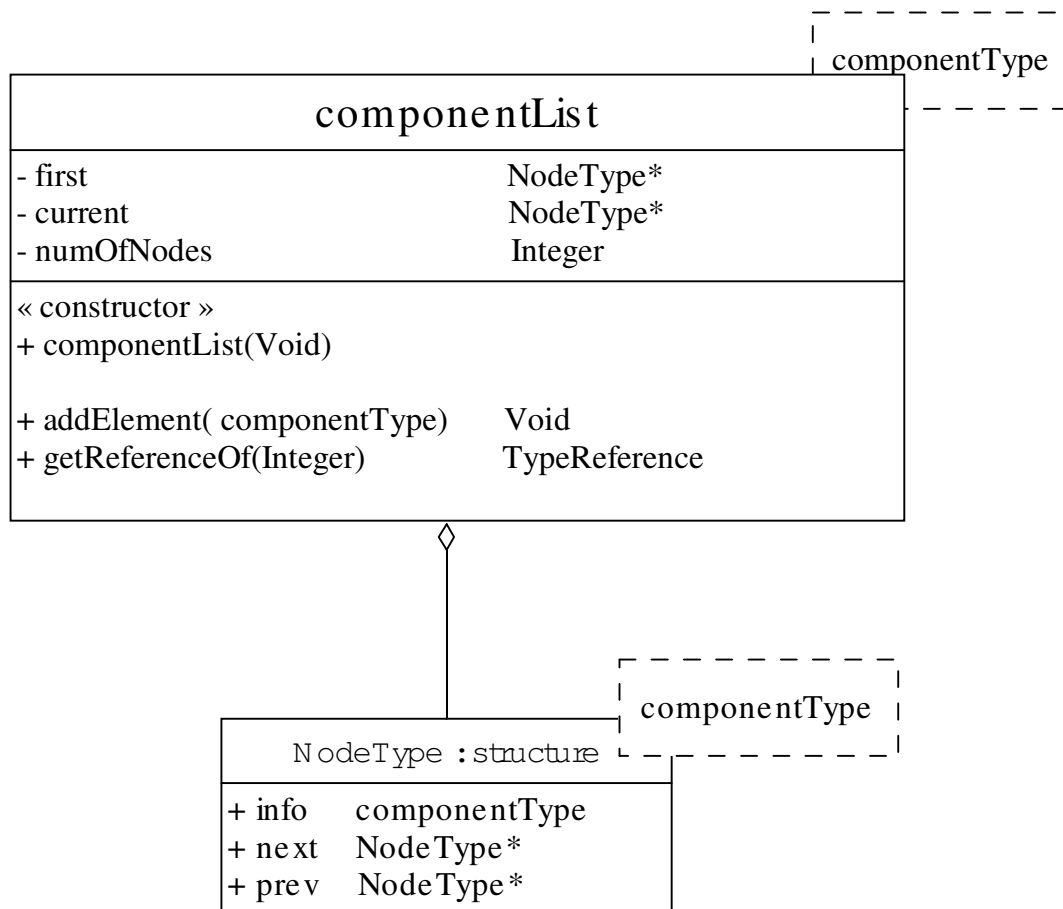 componentType
componentList
- first NodeType*
- current NodeType*
- numOfNodes Integer
« constructor »
+ componentList(Void)
+ addElement( componentType) Void
+ getReferenceOf(Integer) TypeReference
componentType
NodeType : structure
+ info componentType
+ next NodeType*
+ prev NodeType*